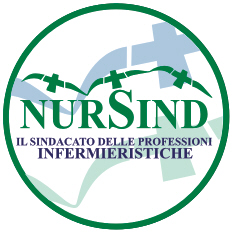 NURSIND
IL SINDACATO DELLE PROFESSIONI
INFERMIERISTICHE